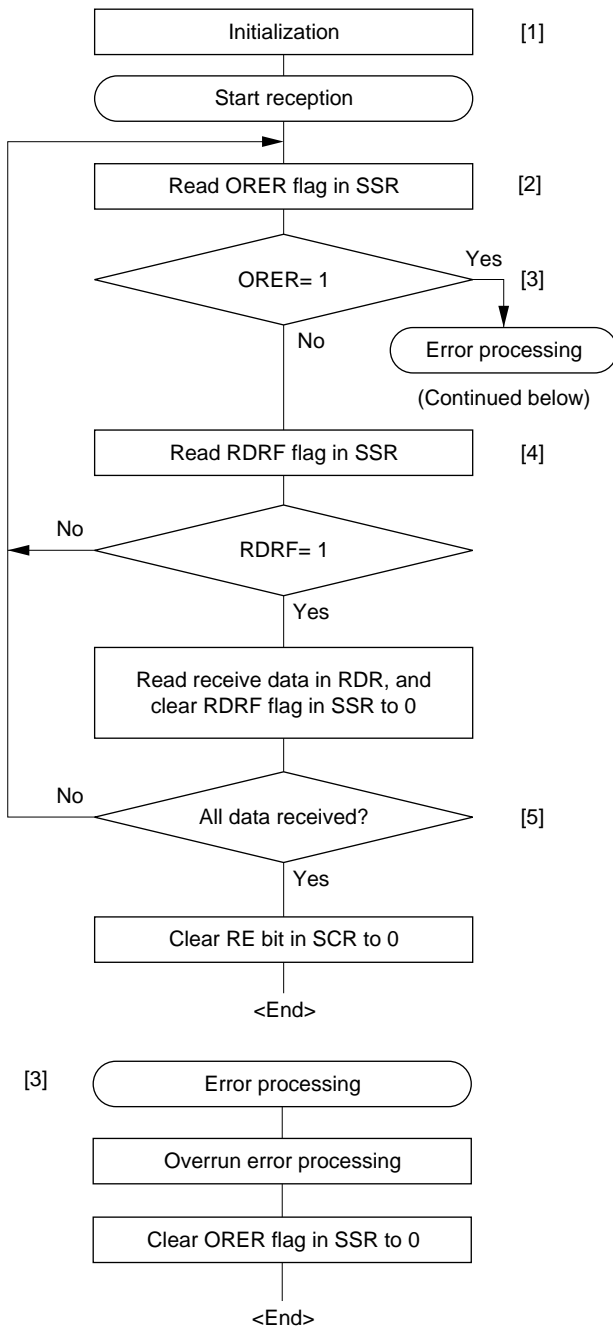 Initialization
[1]
Start reception
Read ORER flag in SSR
[2]
ORER= 1
Yes
[3]
No
Error processing
(Continued below)
Read RDRF flag in SSR
[4]
No
RDRF= 1
Yes
Read receive data in RDR, and
clear RDRF flag in SSR to 0
No
All data received?
[5]
Yes
Clear RE bit in SCR to 0
<End>
[3]
Error processing
Overrun error processing
Clear ORER flag in SSR to 0
<End>